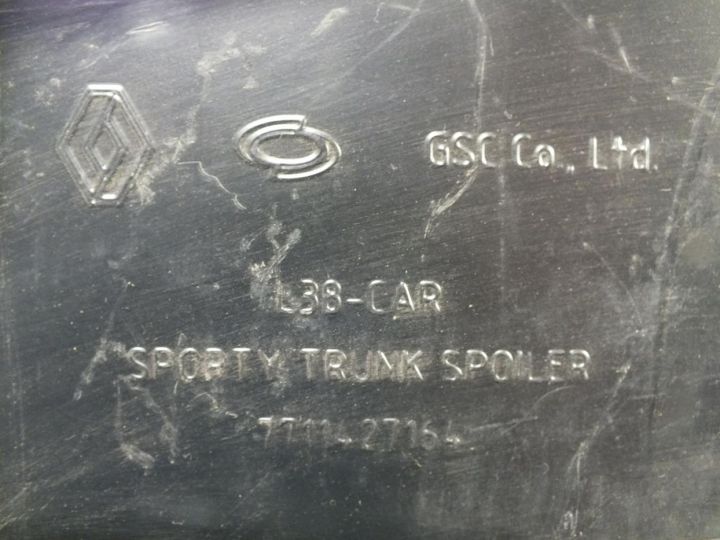 GSC Co., Ltd.
L38-CAR
SPORTY TRUNK SPOILER
7711427164